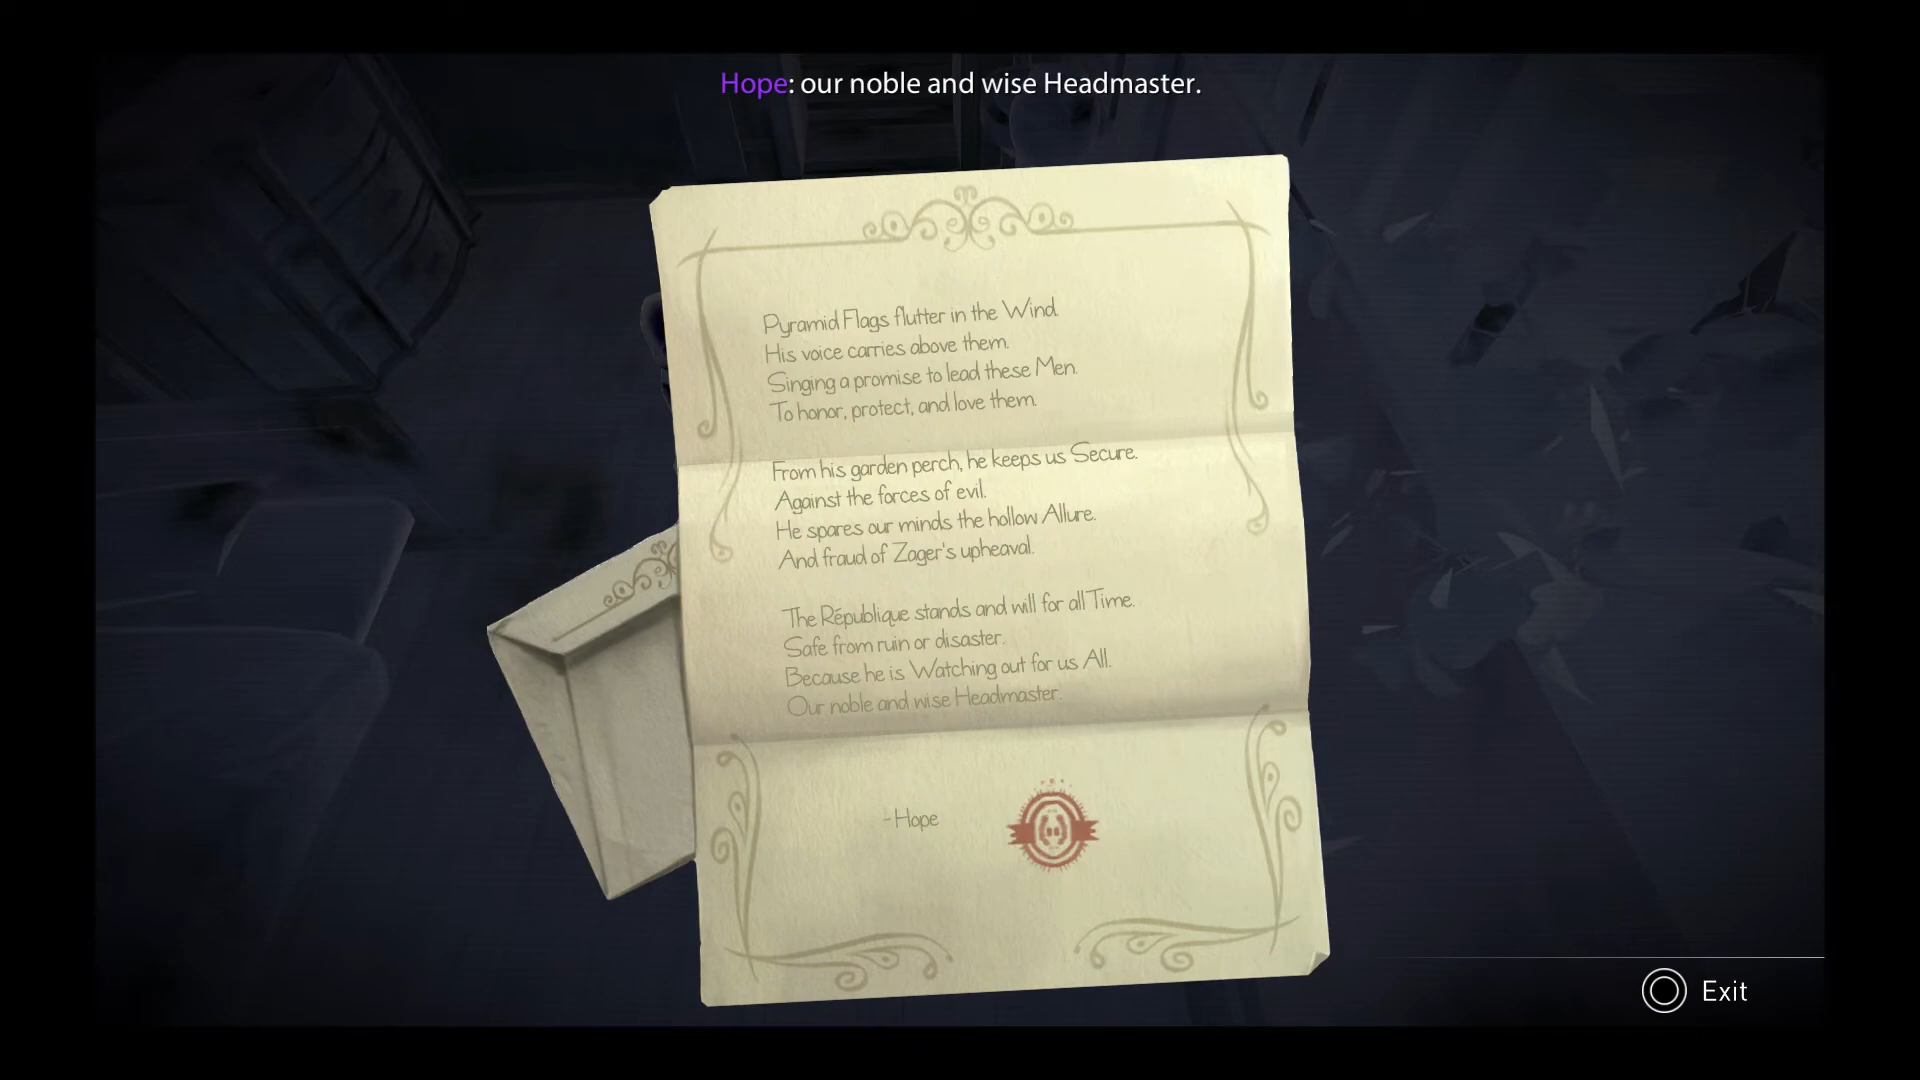 Hope: our noble and wise Headmaster.
Pyramid Flags flutter in the Wind.
His voice carries above them.
Singing a promise to lead these Men.
To honor, protect, and love them.
From his garden perch, he keeps us Secure.
Against the forces of evil.
He spares our minds the hollow Allure.
And fraud of Zager's upheaval.
The République stands and will for all Time.
Safe from ruin or disaster.
Because he is Watching out for us All.
Our noble and wise Headmaster.
- Hope
Exit